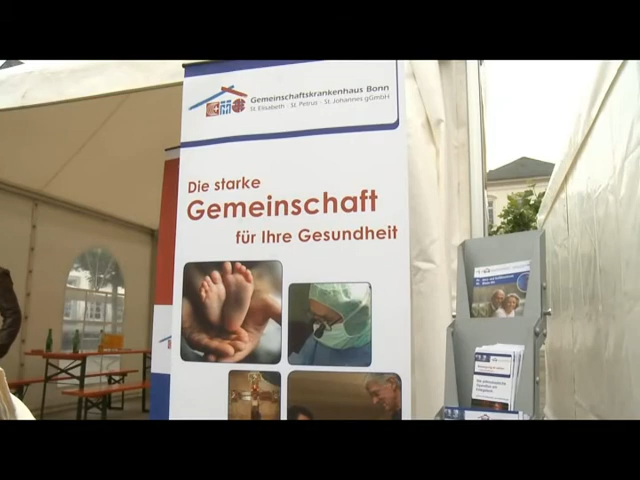 Gemeinschaftskrankenhaus Bonn
St. Elisabeth · St. Petrus · St. Johannes gGmbH
Die starke
Gemeinschaft
für Ihre Gesundheit